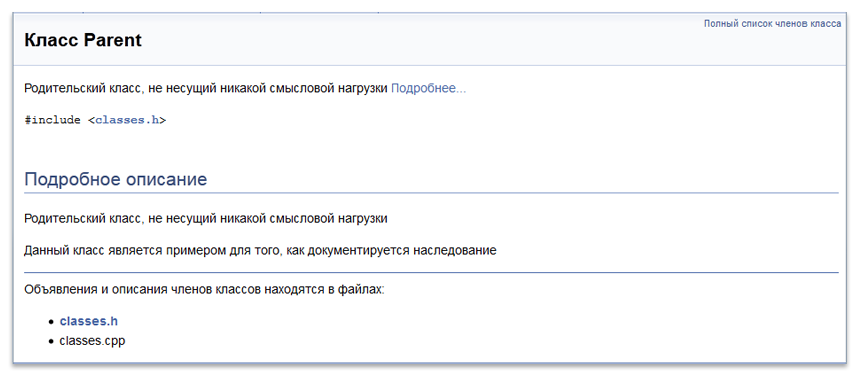 Полный список членов класса
Класс Parent
Родительский класс, не несущий никакой смысловой нагрузки Подробнее...
#include <classes.h>
Подробное описание
Родительский класс, не несущий никакой смысловой нагрузки
Данный класс является примером для того, как документируется наследование
Объявления и описания членов классов находятся в файлах:
• classes.h
• classes.cpp